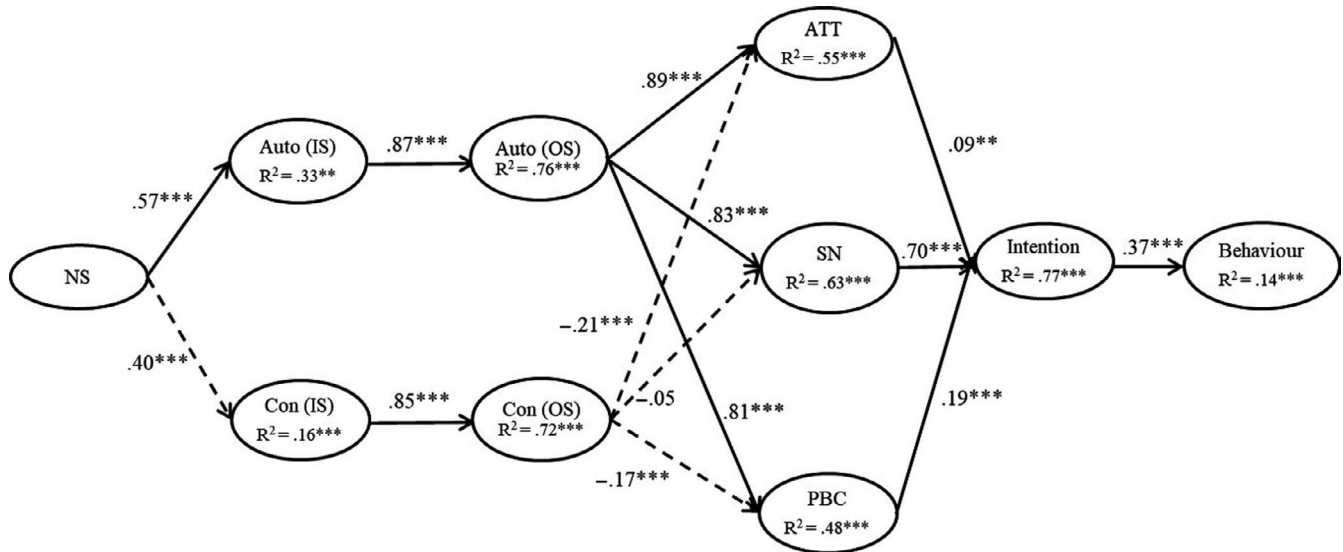 ATT
R² = .55***
.89***
Auto (IS)
R² = .33**
.87***
Auto (OS)
R² = .76***
.09**
.57***
.83***
NS
SN
R² = .63***
.70***
Intention
R² = .77***
.37***
Behaviour
R² = .14***
−.21***
.40***
−.05
Con (IS)
R² = .16***
.85***
Con (OS)
R² = .72***
.81***
.19***
−.17***
PBC
R² = .48***